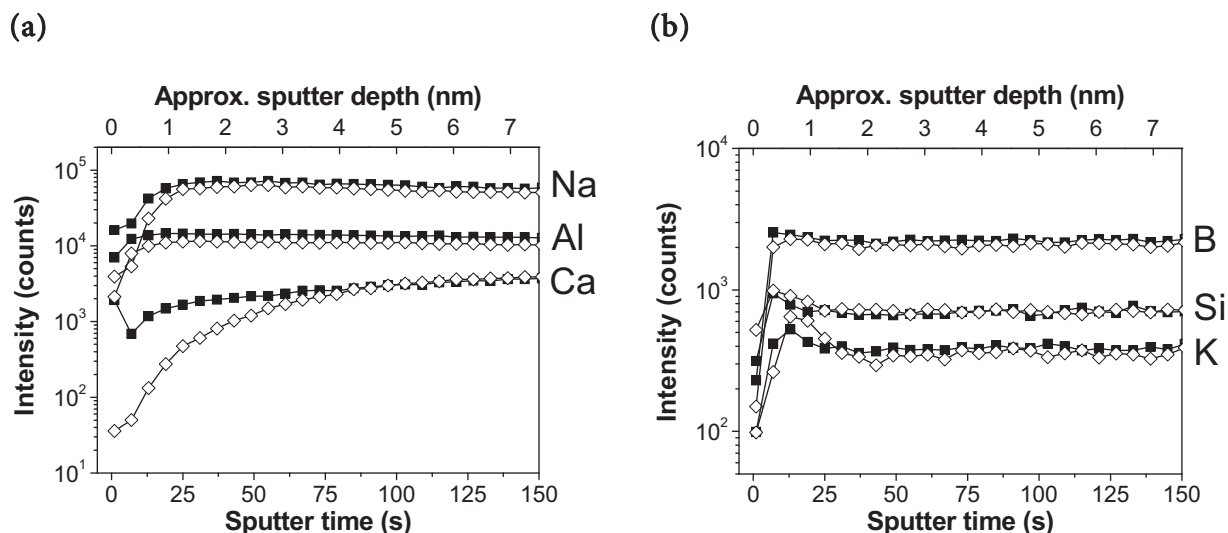 (a)
Approx. sputter depth (nm)
0 1 2 3 4 5 6 7
10^5
10^4
10^3
10^2
10^1
Intensity (counts)
Na
Al
Ca
0 25 50 75 100 125 150
Sputter time (s)
(b)
Approx. sputter depth (nm)
0 1 2 3 4 5 6 7
10^4
10^3
10^2
Intensity (counts)
B
Si
K
0 25 50 75 100 125 150
Sputter time (s)